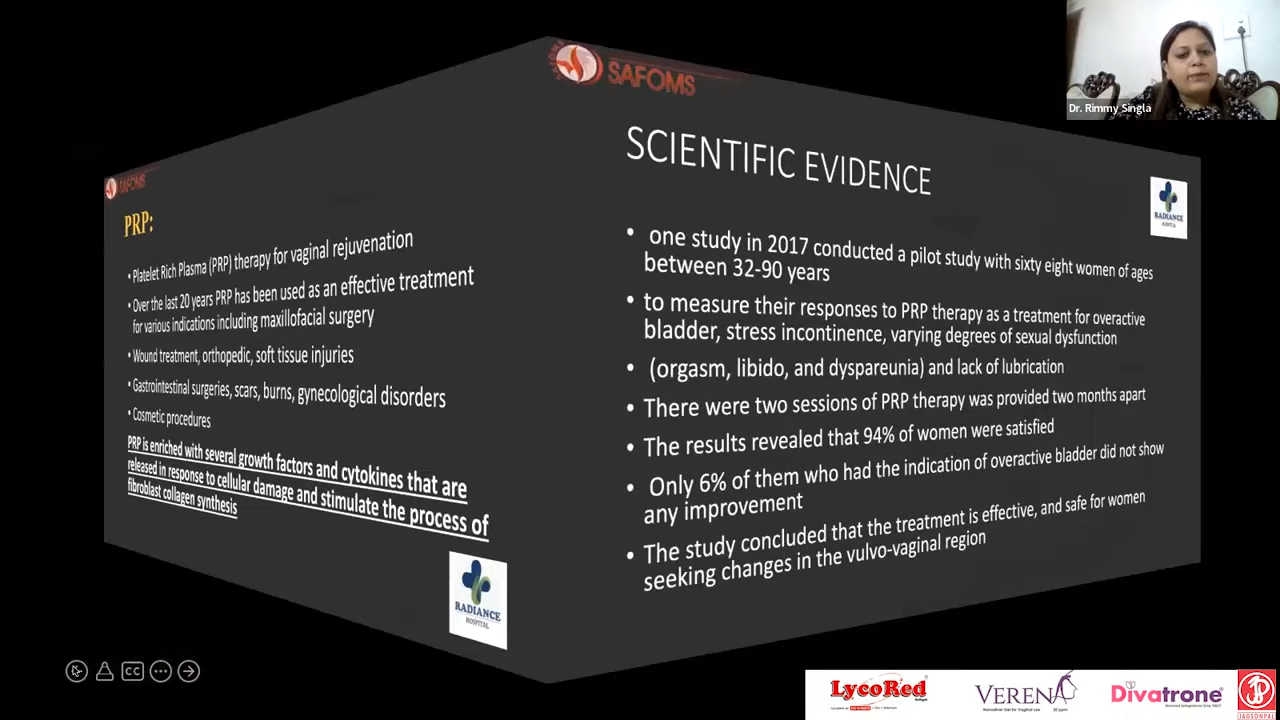 SAFOMS
PRP:
• Platelet Rich Plasma (PRP) therapy for vaginal rejuvenation
• Over the last 20 years PRP has been used as an effective treatment
for various indications including maxillofacial surgery
• Wound treatment, orthopedic, soft tissue injuries
• Gastrointestinal surgeries, scars, burns, gynecological disorders
• Cosmetic procedures
PRP is enriched with several growth factors and cytokines that are
released in response to cellular damage and stimulate the process of
fibroblast collagen synthesis
RADIANCE
HOSPITAL
SAFOMS
SCIENTIFIC EVIDENCE
RADIANCE
HOSPITAL
• one study in 2017 conducted a pilot study with sixty eight women of ages
between 32-90 years
• to measure their responses to PRP therapy as a treatment for overactive
bladder, stress incontinence, varying degrees of sexual dysfunction
• (orgasm, libido, and dyspareunia) and lack of lubrication
• There were two sessions of PRP therapy was provided two months apart
• The results revealed that 94% of women were satisfied
• Only 6% of them who had the indication of overactive bladder did not show
any improvement
• The study concluded that the treatment is effective, and safe for women
seeking changes in the vulvo-vaginal region
Dr. Rimmy Singla
CC
LycoRed
VERENA
Divatrone
JAGSONPAL